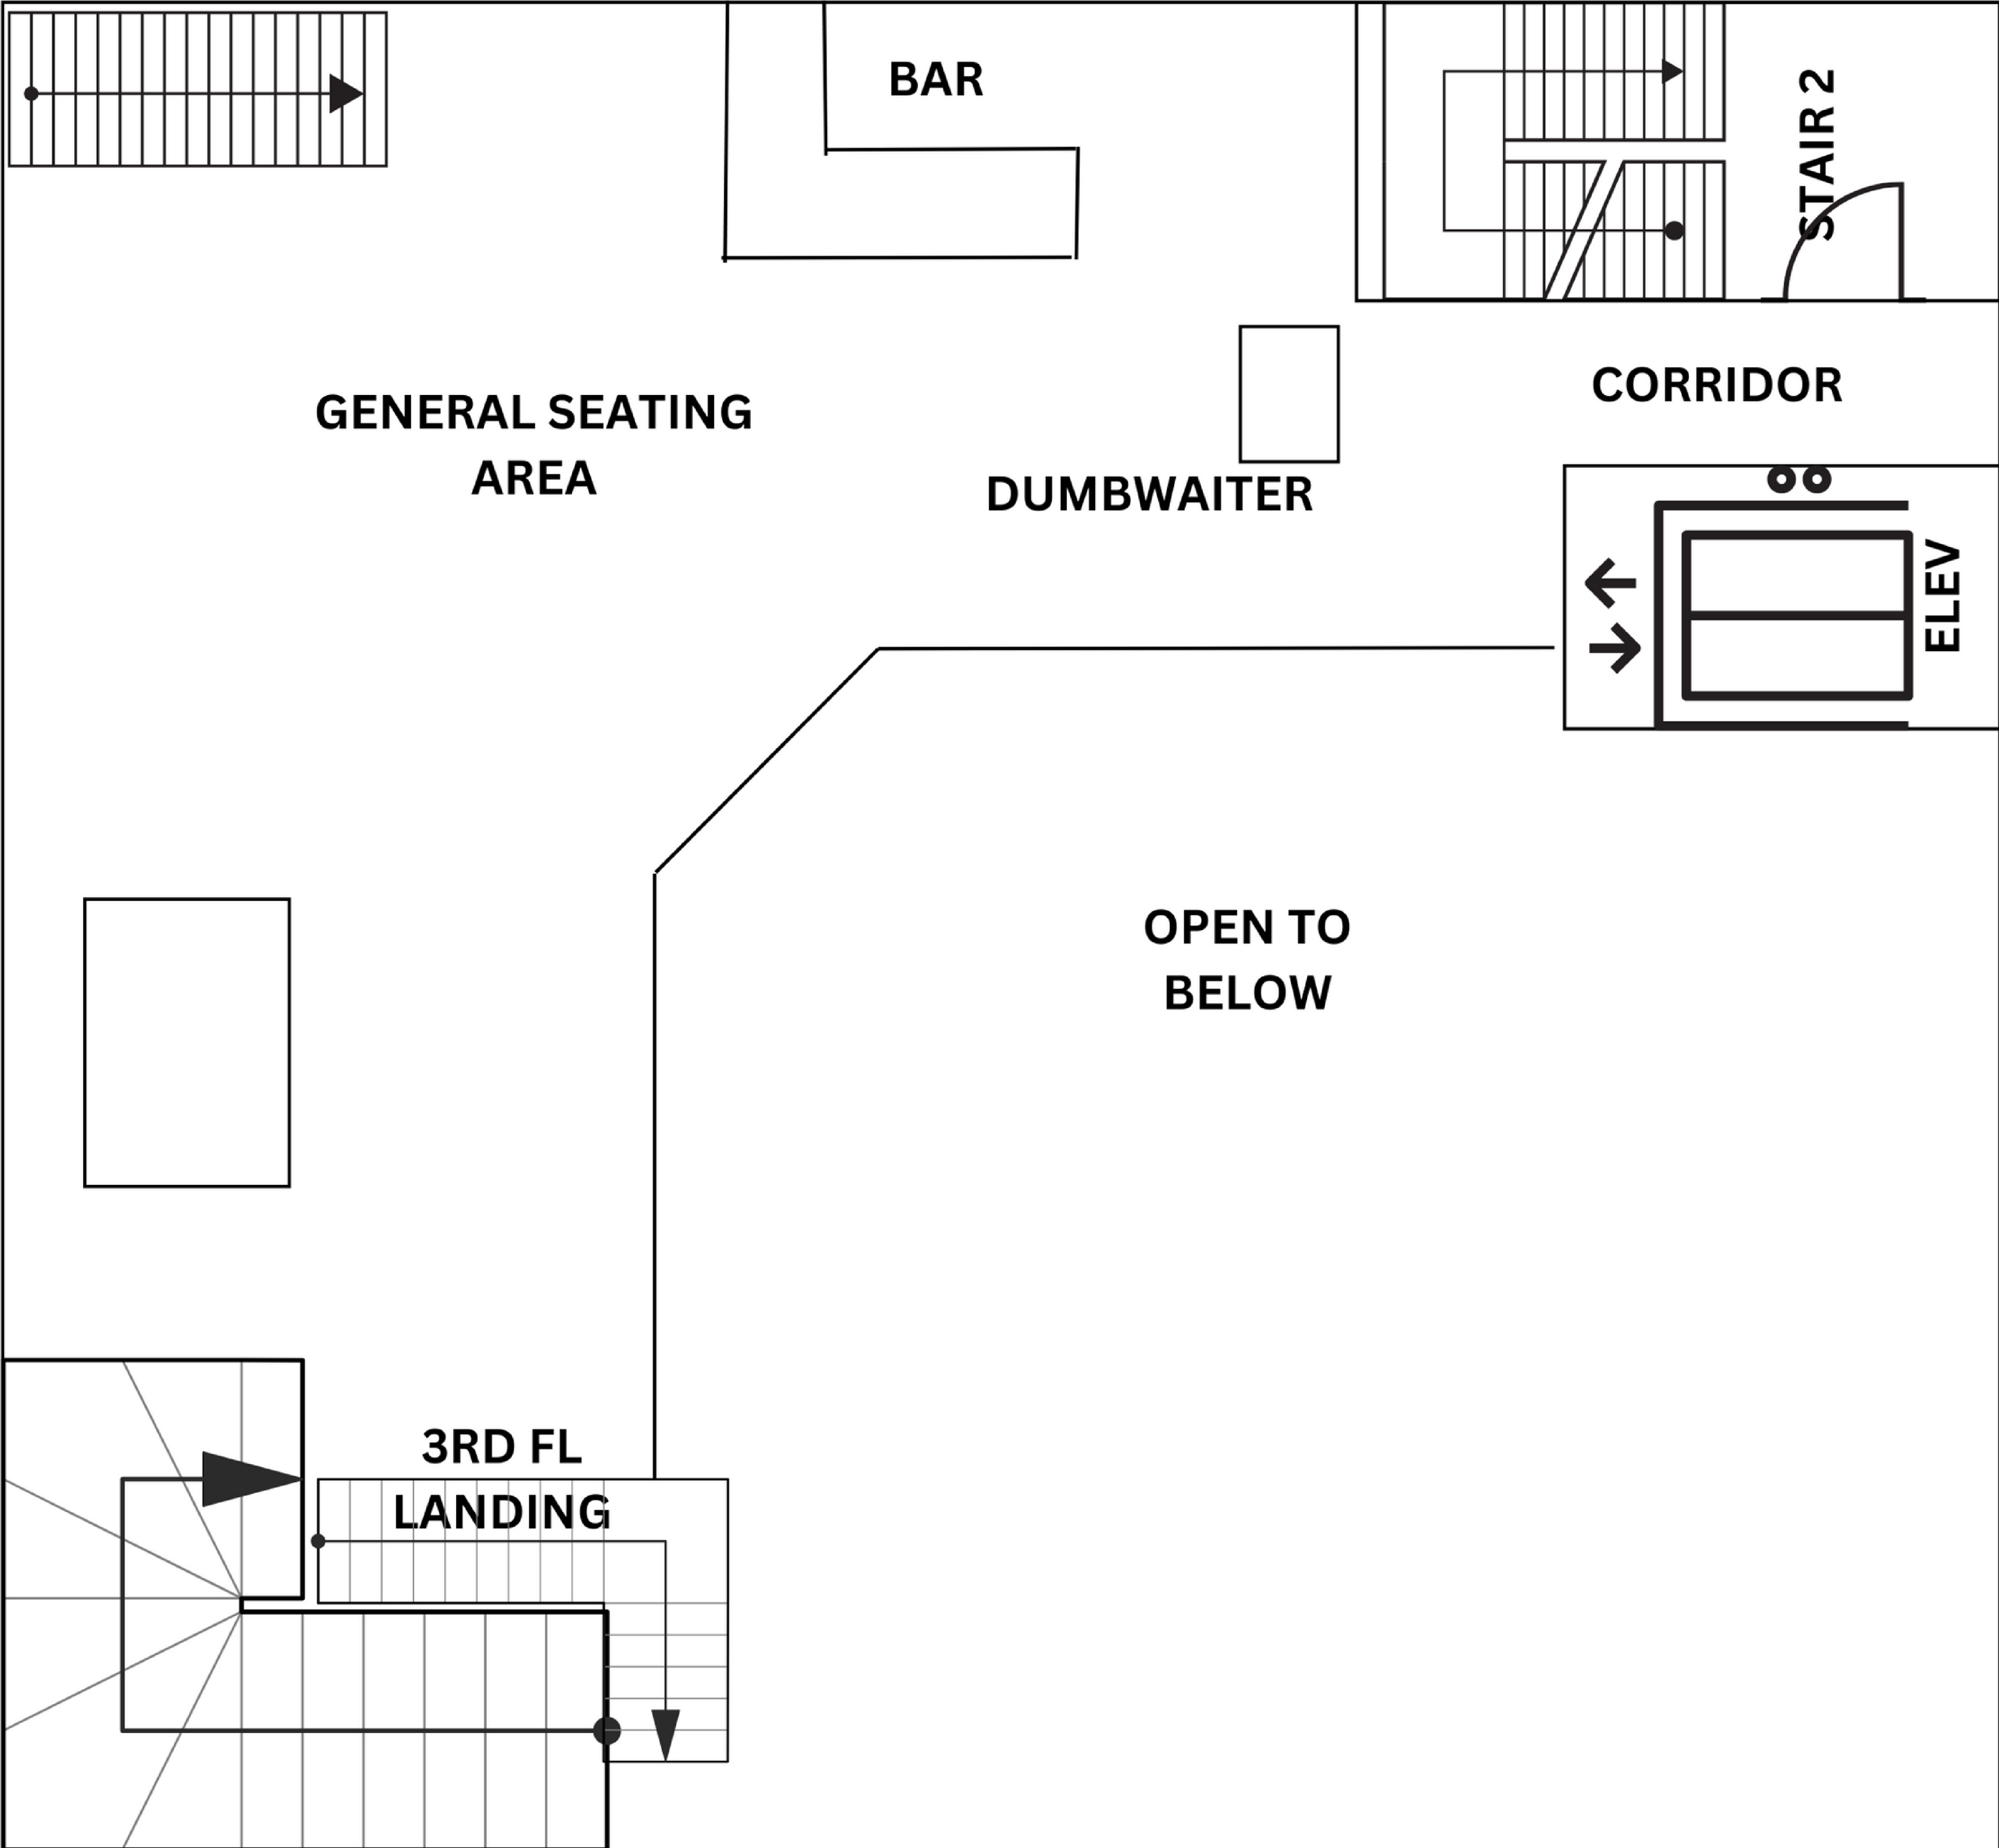 BAR
STAIR 2
GENERAL SEATING
AREA
CORRIDOR
DUMBWAITER
ELEV
OPEN TO
BELOW
3RD FL
LANDING